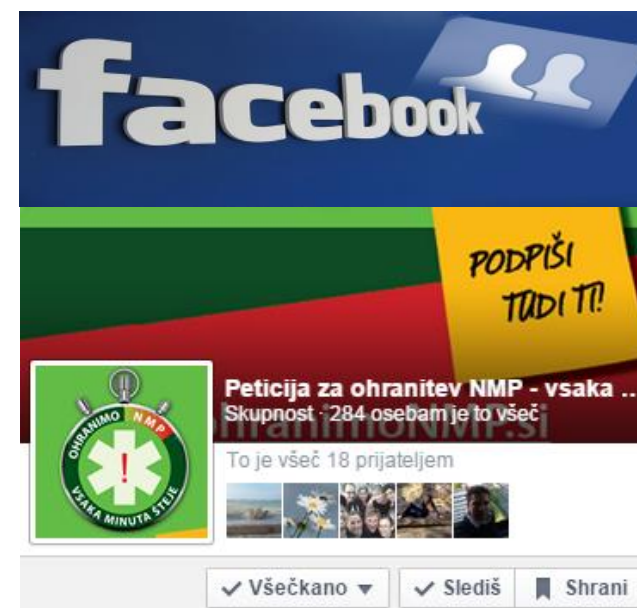 facebook
PODPIŠI
TUDI TI!
Peticija za ohranitev NMP - vsaka ...
Skupnost · 284 osebam je to všeč
ohranimoNMPsi
OHRANIMO NMP
!
VSAKA MINUTA ŠTEJE
To je všeč 18 prijateljem
Všečkano
Slediš
Shrani